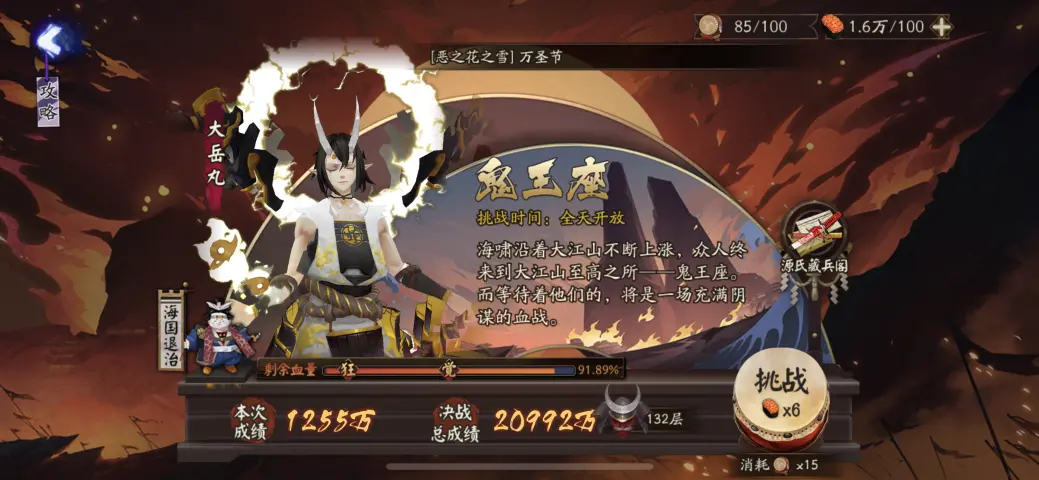 85/100
1.6万/100
[恶之花之雪] 万圣节
攻略
大岳丸
鬼王座
挑战时间：全天开放
海啸沿着大江山不断上涨，众人终
来到大江山至高之所——鬼王座。
而等待着他们的，将是一场充满阴
谋的血战。
源氏藏兵阁
海国退治
剩余血量
狂
觉
91.89%
本次成绩
1255万
决战总成绩
20992万
132层
挑战
x6
消耗 x15